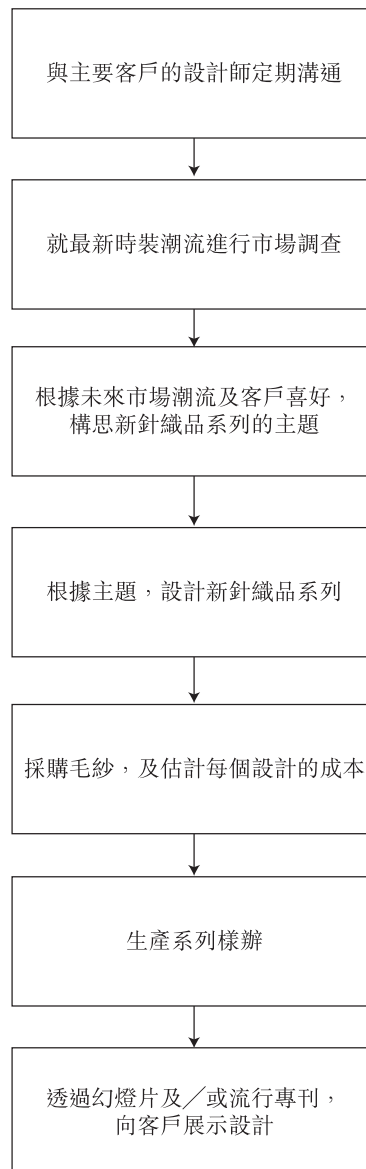 與主要客戶的設計師定期溝通
就最新時裝潮流進行市場調查
根據未來市場潮流及客戶喜好，
構思新針織品系列的主題
根據主題，設計新針織品系列
採購毛紗，及估計每個設計的成本
生產系列樣辦
透過幻燈片及／或流行專刊，
向客戶展示設計